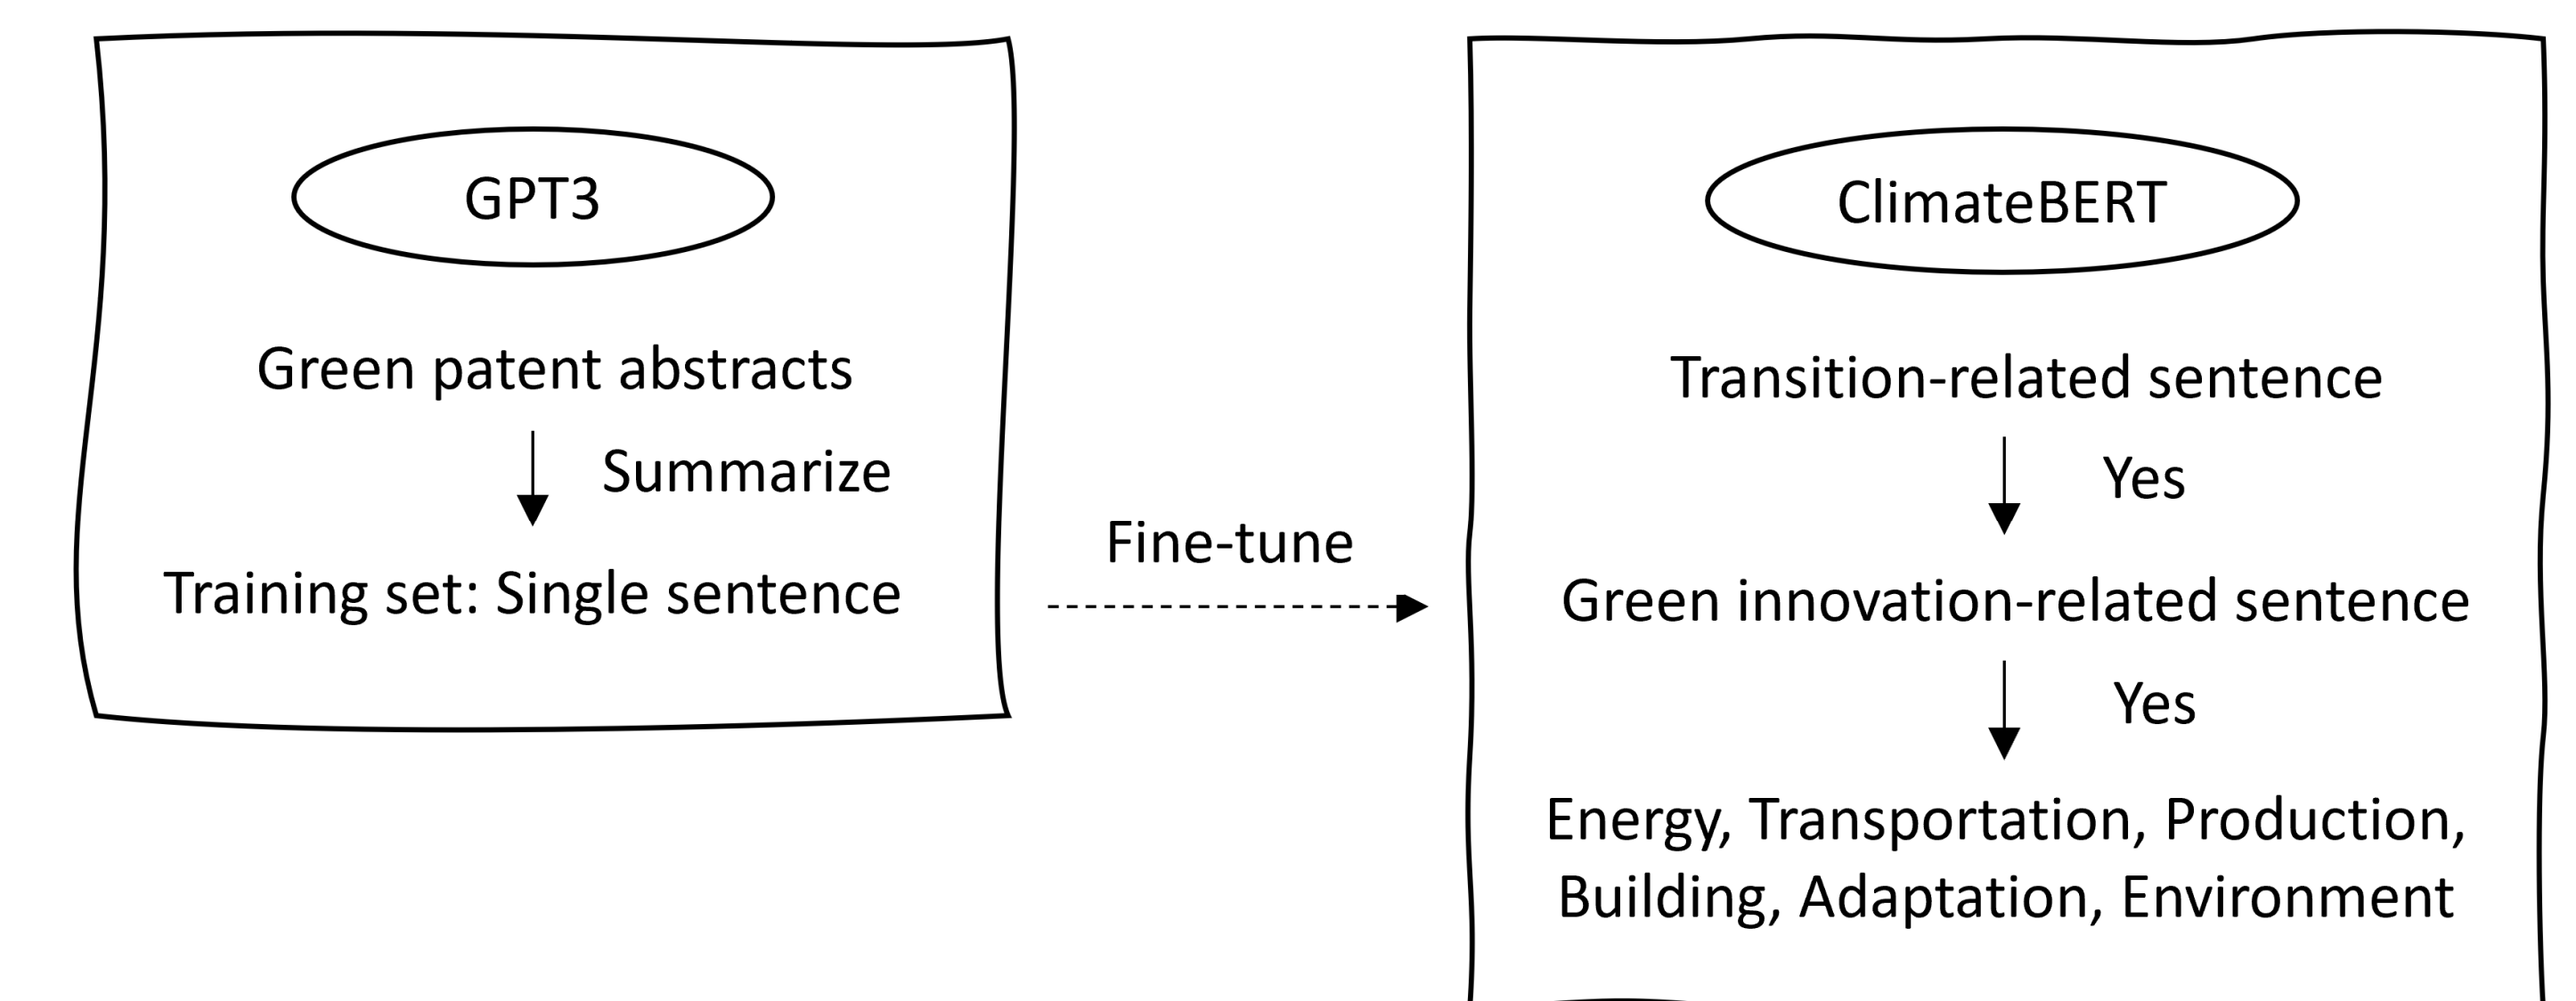 GPT3
Green patent abstracts
Summarize
Training set: Single sentence
Fine-tune
ClimateBERT
Transition-related sentence
Yes
Green innovation-related sentence
Yes
Energy, Transportation, Production,
Building, Adaptation, Environment